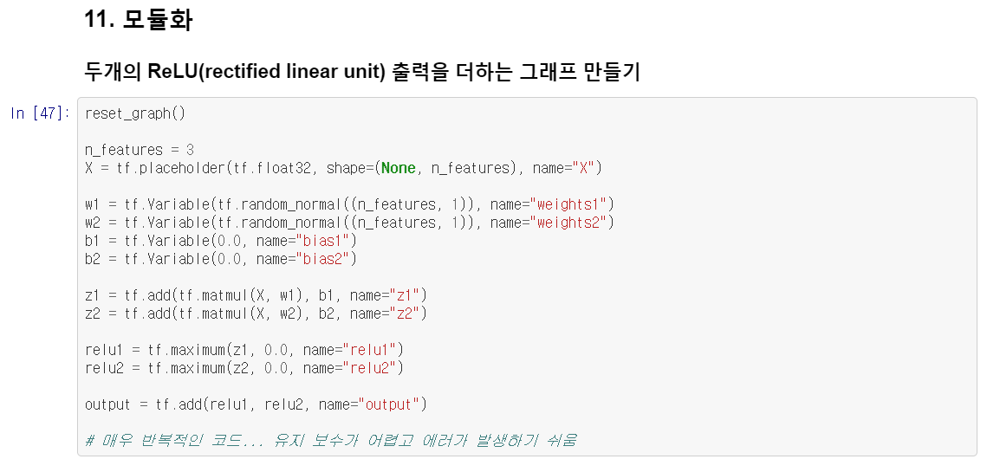 11. 모듈화
두개의 ReLU(rectified linear unit) 출력을 더하는 그래프 만들기
In [47]: reset_graph()
n_features = 3
X = tf.placeholder(tf.float32, shape=(None, n_features), name="X")
w1 = tf.Variable(tf.random_normal((n_features, 1)), name="weights1")
w2 = tf.Variable(tf.random_normal((n_features, 1)), name="weights2")
b1 = tf.Variable(0.0, name="bias1")
b2 = tf.Variable(0.0, name="bias2")
z1 = tf.add(tf.matmul(X, w1), b1, name="z1")
z2 = tf.add(tf.matmul(X, w2), b2, name="z2")
relu1 = tf.maximum(z1, 0.0, name="relu1")
relu2 = tf.maximum(z2, 0.0, name="relu2")
output = tf.add(relu1, relu2, name="output")
# 매우 반복적인 코드... 유지 보수가 어렵고 에러가 발생하기 쉬움